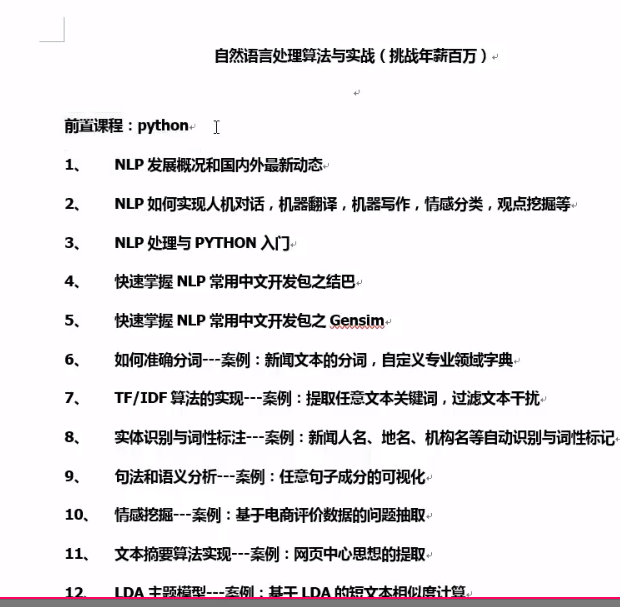 自然语言处理算法与实战（挑战年薪百万）
前置课程：python
1、 NLP 发展概况和国内外最新动态
2、 NLP 如何实现人机对话，机器翻译，机器写作，情感分类，观点挖掘等
3、 NLP 处理与 PYTHON 入门
4、 快速掌握 NLP 常用中文开发包之结巴
5、 快速掌握 NLP 常用中文开发包之 Gensim
6、 如何准确分词---案例：新闻文本的分词，自定义专业领域字典
7、 TF/IDF 算法的实现---案例：提取任意文本关键词，过滤文本干扰
8、 实体识别与词性标注---案例：新闻人名、地名、机构名等自动识别与词性标记
9、 句法和语义分析---案例：任意句子成分的可视化
10、 情感挖掘---案例：基于电商评价数据的问题抽取
11、 文本摘要算法实现---案例：网页中心思想的提取
12、 LDA 主题模型---案例：基于 LDA 的短文本相似度计算